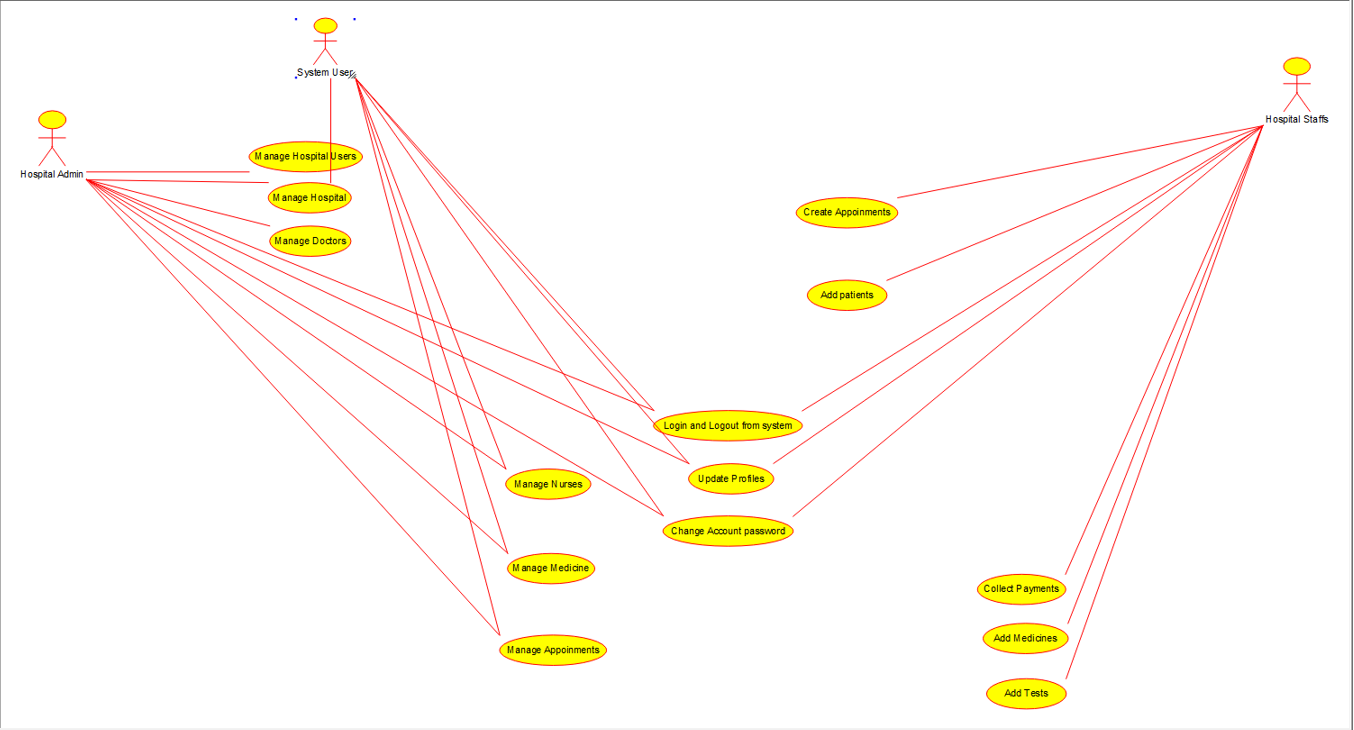 System User
Hospital Staffs
Hospital Admin
Manage Hospital Users
Manage Hospital
Create Appoinments
Manage Doctors
Add patients
Login and Logout from system
Update Profiles
Manage Nurses
Change Account password
Manage Medicine
Collect Payments
Add Medicines
Manage Appoinments
Add Tests